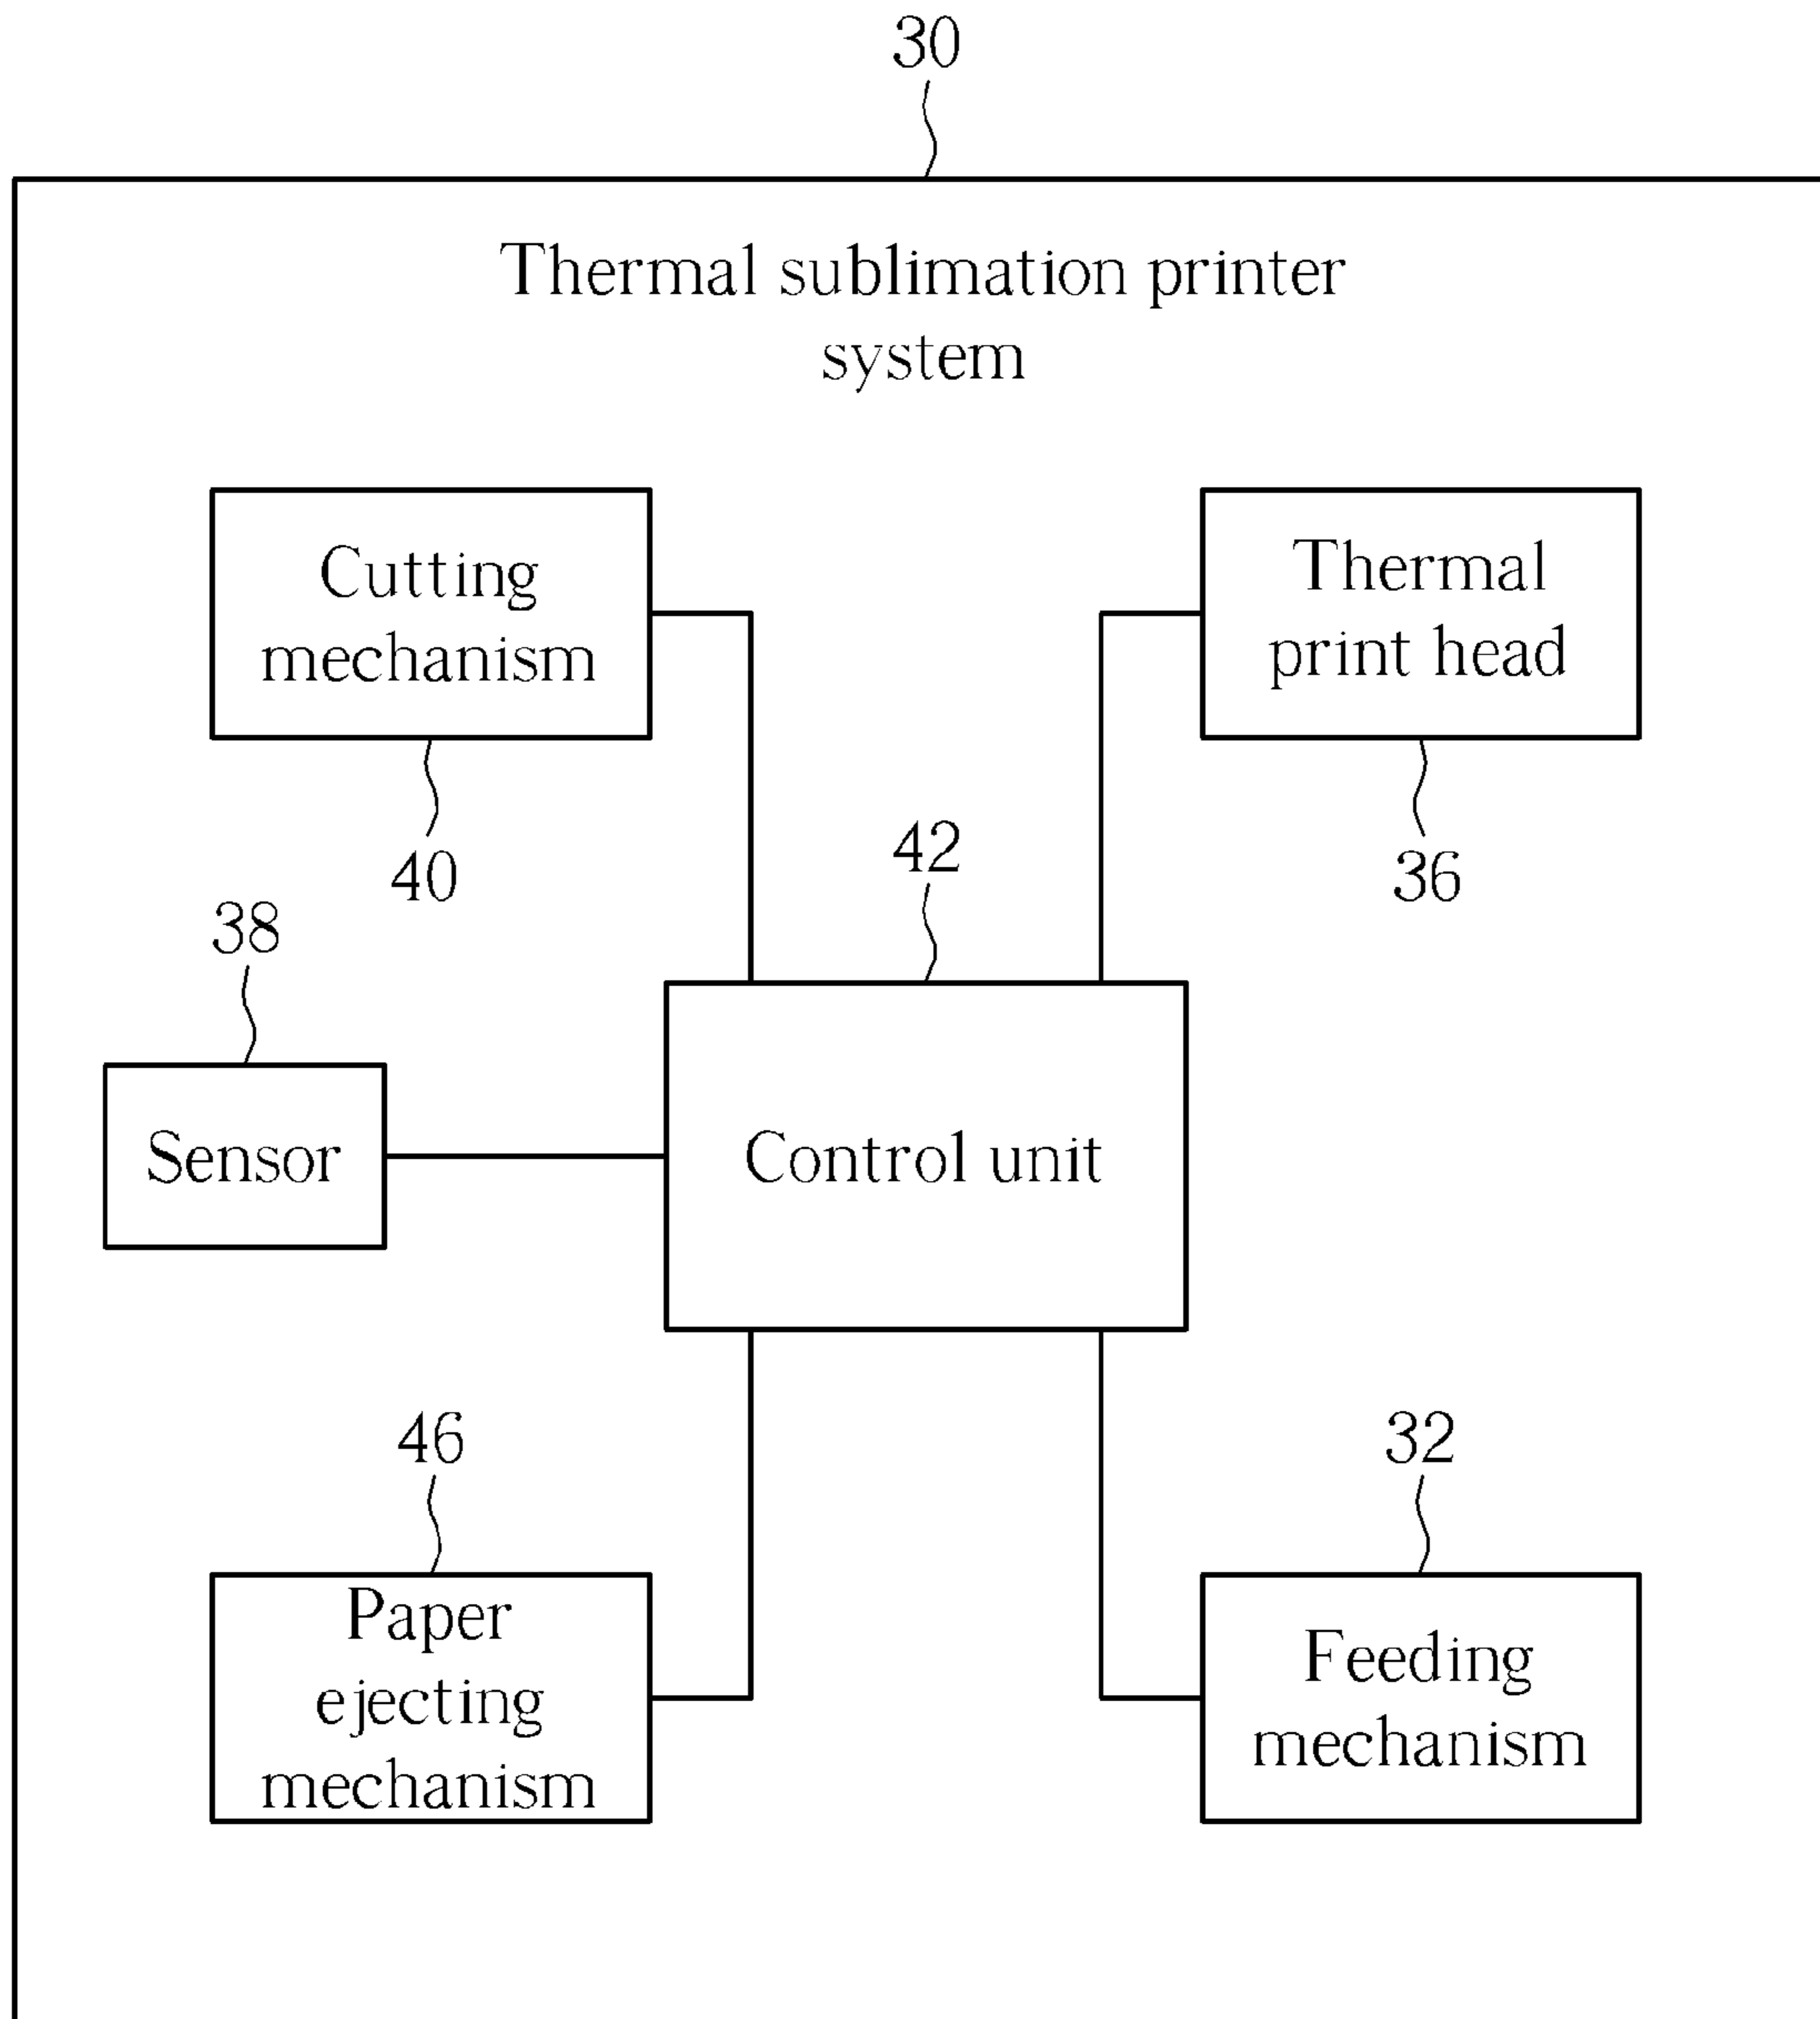 30
Thermal sublimation printer
system
Cutting
mechanism
Thermal
print head
40
42
36
38
Sensor
Control unit
46
32
Paper
ejecting
mechanism
Feeding
mechanism